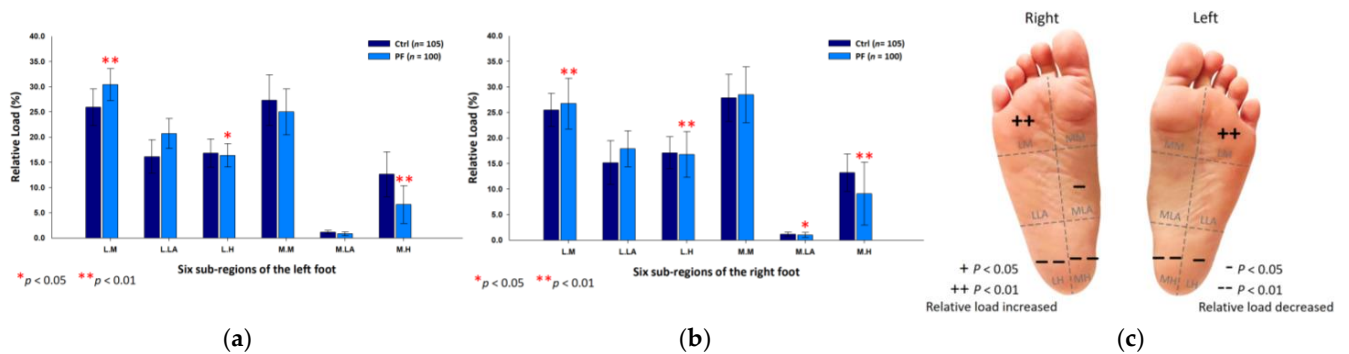 40.0
35.0
30.0
25.0
20.0
15.0
10.0
5.0
0.0
Relative Load (%)
Ctrl (n= 105)
PF (n = 100)
**
*
**
L.M L.LA L.H M.M M.LA M.H
Six sub-regions of the left foot
*p < 0.05 **p < 0.01
(a)
40.0
35.0
30.0
25.0
20.0
15.0
10.0
5.0
0.0
Relative Load (%)
Ctrl (n= 105)
PF (n = 100)
**
**
*
**
L.M L.LA L.H M.M M.LA M.H
Six sub-regions of the right foot
*p < 0.05 **p < 0.01
(b)
Right Left
++ ++
LM MM MM LM
−
LLA MLA MLA LLA
− − − − − − −
LH MH MH LH
+ P < 0.05
++ P < 0.01
Relative load increased
− P < 0.05
−− P < 0.01
Relative load decreased
(c)